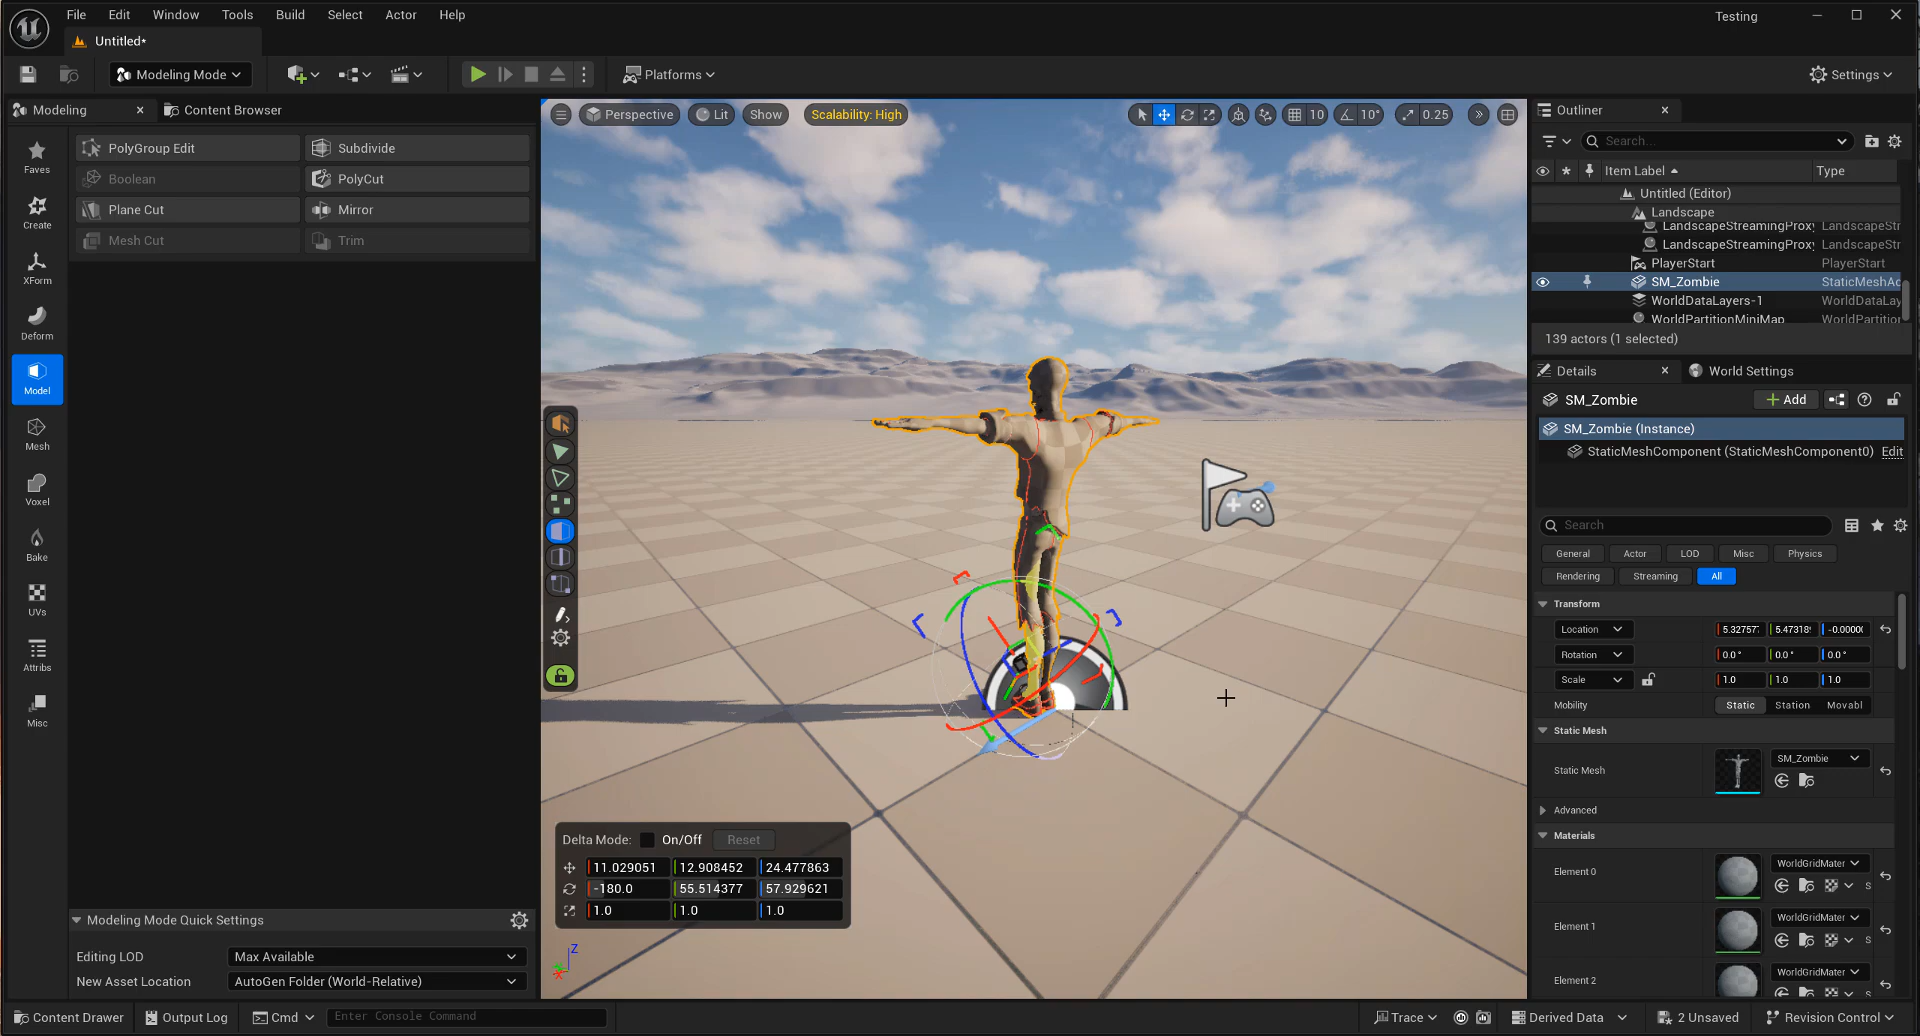 File Edit Window Tools Build Select Actor Help
Testing
Untitled*
Modeling Mode
Platforms
Settings
Modeling
Content Browser
PolyGroup Edit
Subdivide
Boolean
PolyCut
Plane Cut
Mirror
Mesh Cut
Trim
Faves
Create
XForm
Deform
Model
Mesh
Voxel
Bake
UVs
Attribs
Misc
Modeling Mode Quick Settings
Editing LOD
Max Available
New Asset Location
AutoGen Folder (World-Relative)
Perspective
Lit
Show
Scalability: High
10
10°
0.25
Delta Mode:
On/Off
Reset
11.029051 12.908452 24.477863
-180.0 55.514377 57.929621
1.0 1.0 1.0
Z
Outliner
Search...
Item Label
Type
Untitled (Editor)
Landscape
LandscapeStreamingProxy LandscapeStr
LandscapeStreamingProxy LandscapeStr
PlayerStart PlayerStart
SM_Zombie StaticMeshAc
WorldDataLayers-1 WorldDataLay
WorldPartitionMiniMap WorldPartition
139 actors (1 selected)
Details
World Settings
SM_Zombie
Add
SM_Zombie (Instance)
StaticMeshComponent (StaticMeshComponent0) Edit
Search
General Actor LOD Misc Physics
Rendering Streaming All
Transform
Location 5.32757 5.47318 -0.0000
Rotation 0.0° 0.0° 0.0°
Scale 1.0 1.0 1.0
Mobility Static Station Movabl
Static Mesh
Static Mesh SM_Zombie
Advanced
Materials
Element 0 WorldGridMater
S
Element 1 WorldGridMater
S
Element 2 WorldGridMater
S
Content Drawer
Output Log
Cmd
Enter Console Command
Trace
Derived Data
2 Unsaved
Revision Control